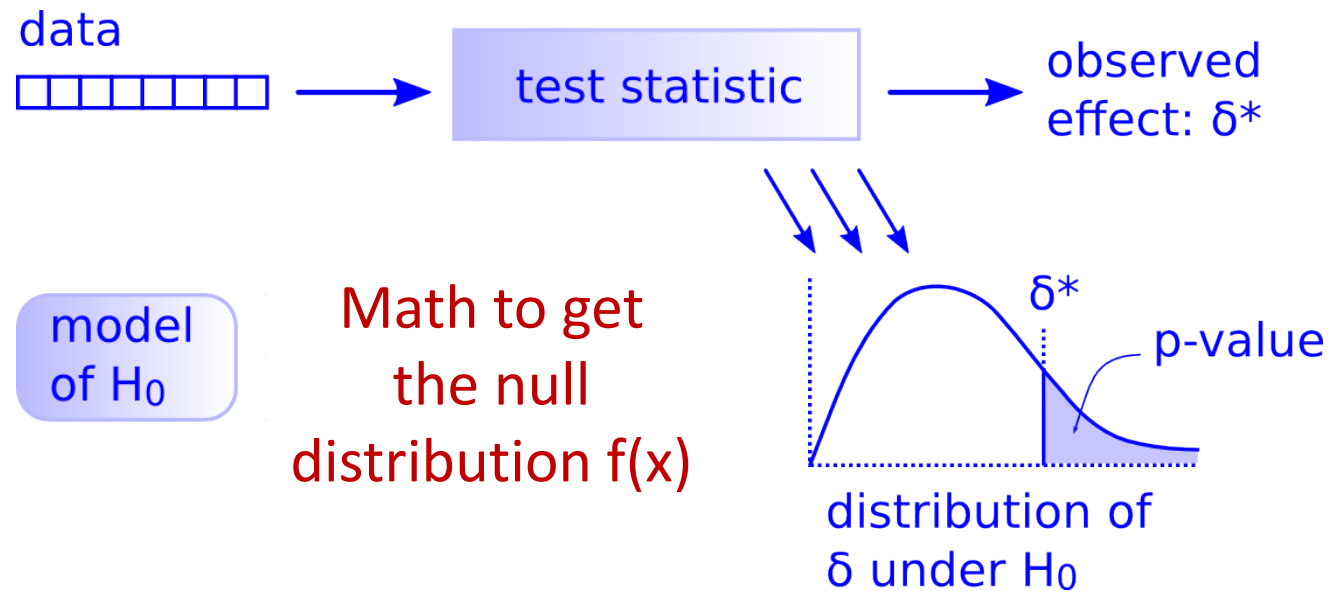 data
test statistic
observed
effect: δ*
model
of H₀
Math to get
the null
distribution f(x)
δ*
p-value
distribution of
δ under H₀